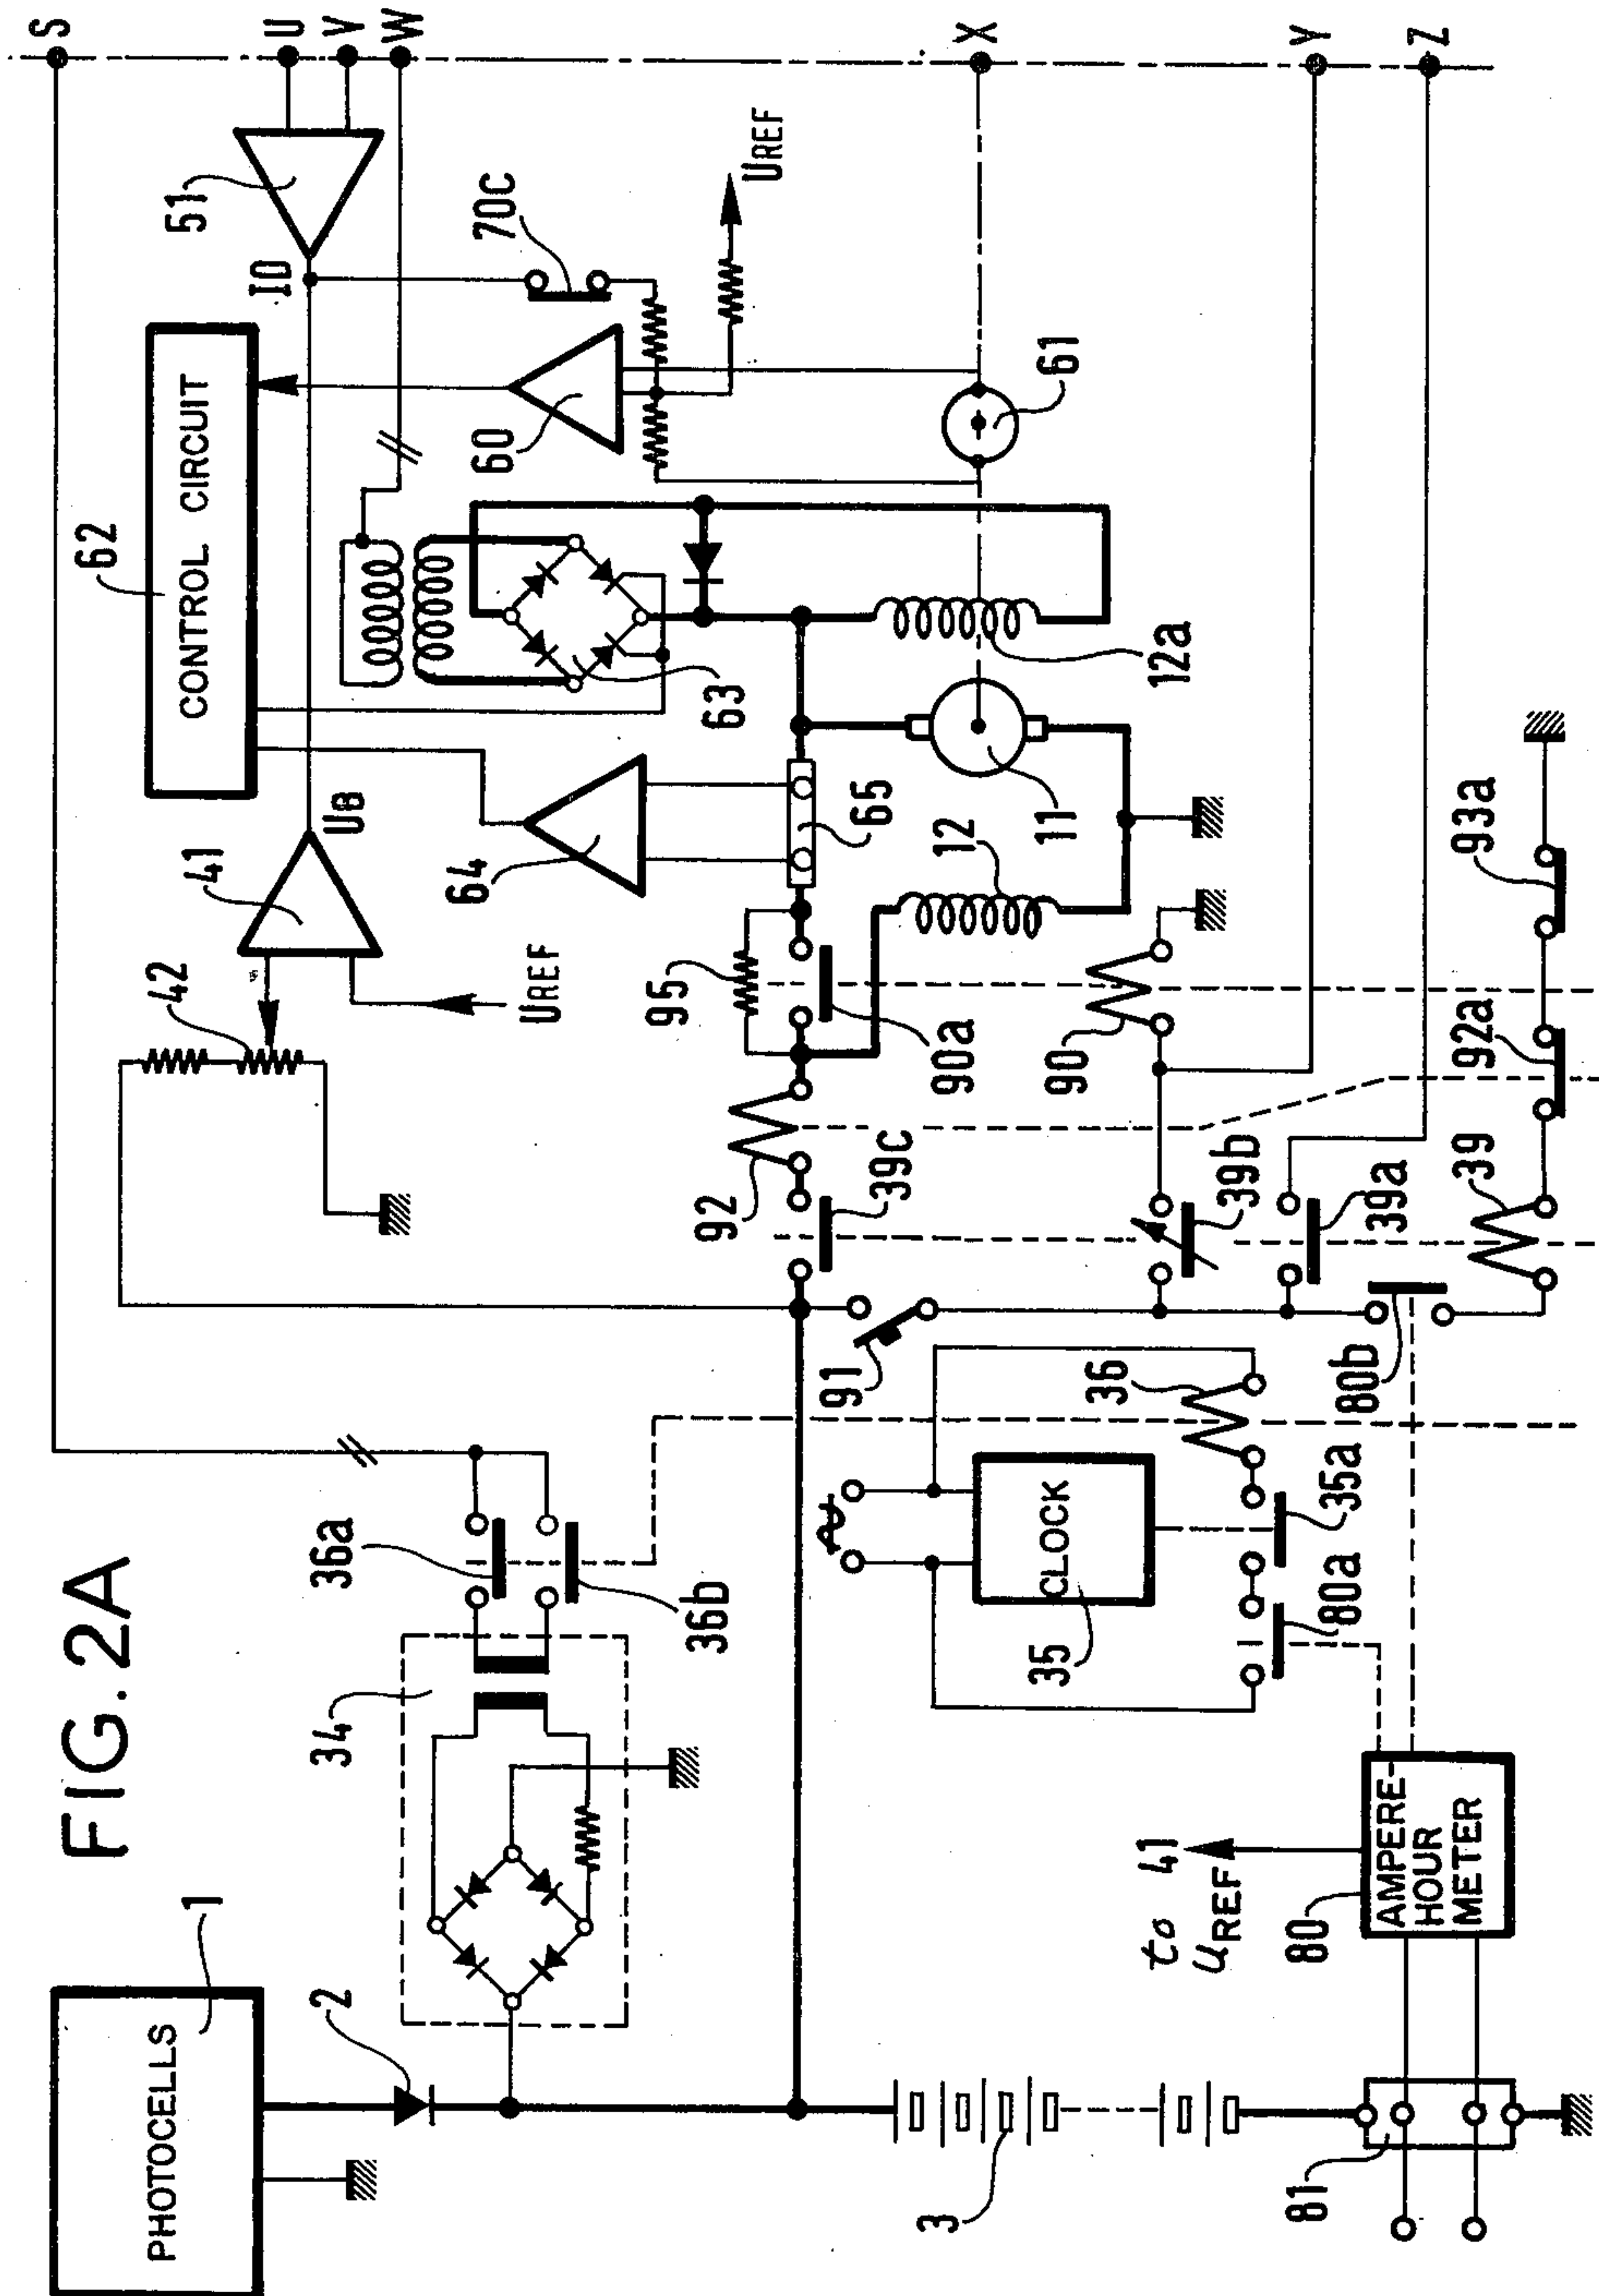 FIG. 2A
PHOTOCELLS
1
2
3
34
36a
36b
S
U
V
W
X
Y
Z
42
41
UREF
UB
62
CONTROL CIRCUIT
I0
51
70C
UREF
60
61
63
64
65
95
90a
92
39C
12
11
12a
90
91
39b
39a
39
80b
92a
93a
36
CLOCK
35
35a
80a
to 41
UREF
80
AMPERE-
HOUR
METER
81